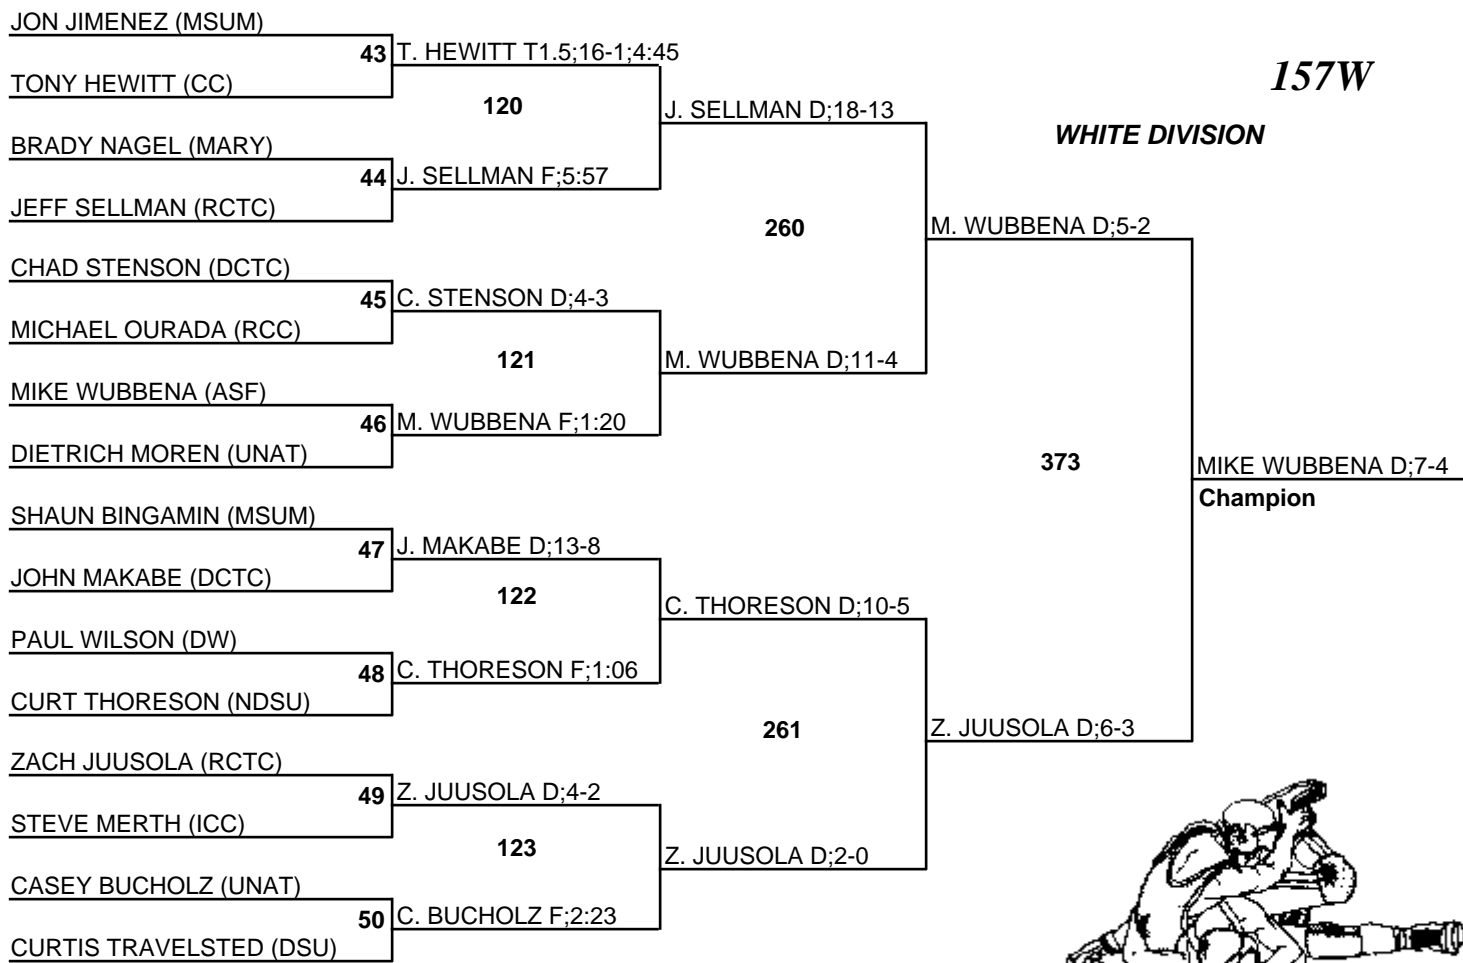 JON JIMENEZ (MSUM)
43 T. HEWITT T1.5;16-1;4:45
157W
TONY HEWITT (CC)
120
J. SELLMAN D;18-13
WHITE DIVISION
BRADY NAGEL (MARY)
44 J. SELLMAN F;5:57
JEFF SELLMAN (RCTC)
260
M. WUBBENA D;5-2
CHAD STENSON (DCTC)
45 C. STENSON D;4-3
MICHAEL OURADA (RCC)
121
M. WUBBENA D;11-4
MIKE WUBBENA (ASF)
46 M. WUBBENA F;1:20
DIETRICH MOREN (UNAT)
373
MIKE WUBBENA D;7-4
Champion
SHAUN BINGAMIN (MSUM)
47 J. MAKABE D;13-8
JOHN MAKABE (DCTC)
122
C. THORESON D;10-5
PAUL WILSON (DW)
48 C. THORESON F;1:06
CURT THORESON (NDSU)
261
Z. JUUSOLA D;6-3
ZACH JUUSOLA (RCTC)
49 Z. JUUSOLA D;4-2
STEVE MERTH (ICC)
123
Z. JUUSOLA D;2-0
CASEY BUCHOLZ (UNAT)
50 C. BUCHOLZ F;2:23
CURTIS TRAVELSTED (DSU)